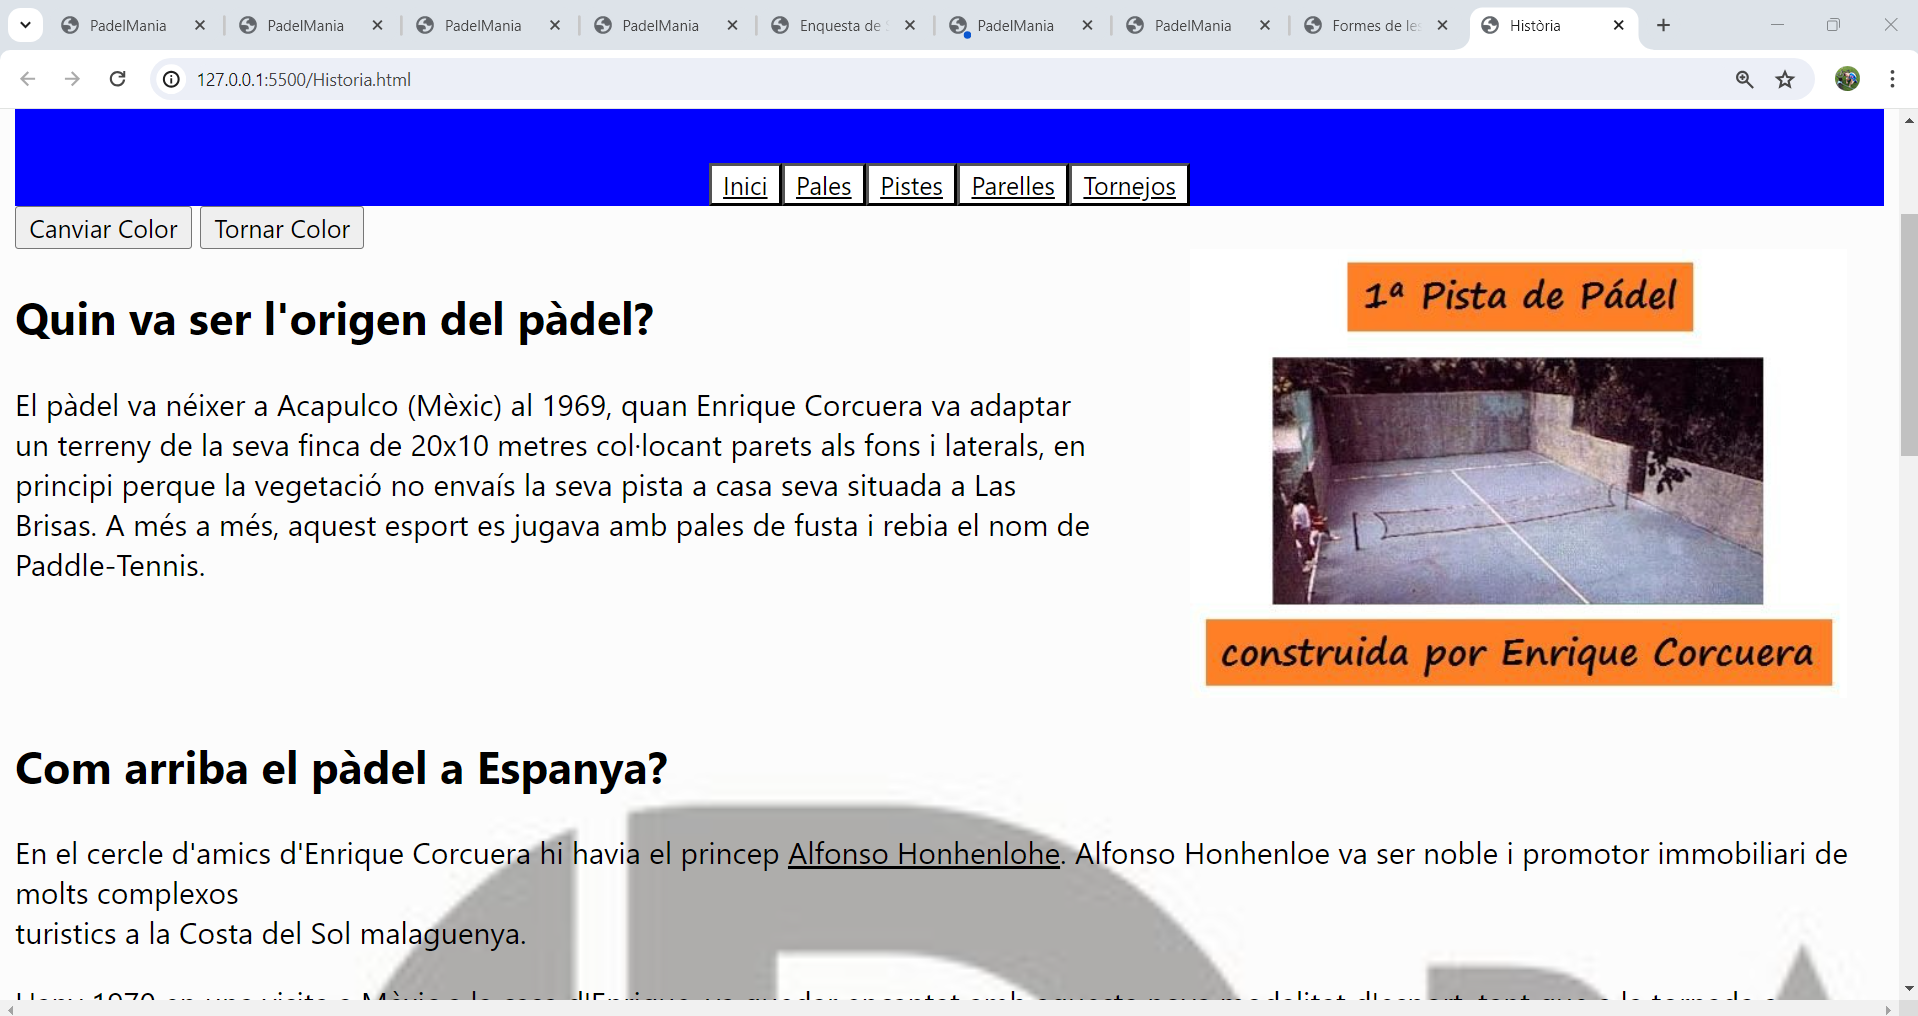 PadelMania
PadelMania
PadelMania
PadelMania
Enquesta de
PadelMania
PadelMania
Formes de les
Història
127.0.0.1:5500/Historia.html
Inici
Pales
Pistes
Parelles
Tornejos
Canviar Color
Tornar Color
Quin va ser l'origen del pàdel?
El pàdel va néixer a Acapulco (Mèxic) al 1969, quan Enrique Corcuera va adaptar
un terreny de la seva finca de 20x10 metres col·locant parets als fons i laterals, en
principi perque la vegetació no envaís la seva pista a casa seva situada a Las
Brisas. A més a més, aquest esport es jugava amb pales de fusta i rebia el nom de
Paddle-Tennis.
1ª Pista de Pádel
construida por Enrique Corcuera
Com arriba el pàdel a Espanya?
En el cercle d'amics d'Enrique Corcuera hi havia el princep Alfonso Honhenlohe. Alfonso Honhenloe va ser noble i promotor immobiliari de
molts complexos
turistics a la Costa del Sol malaguenya.